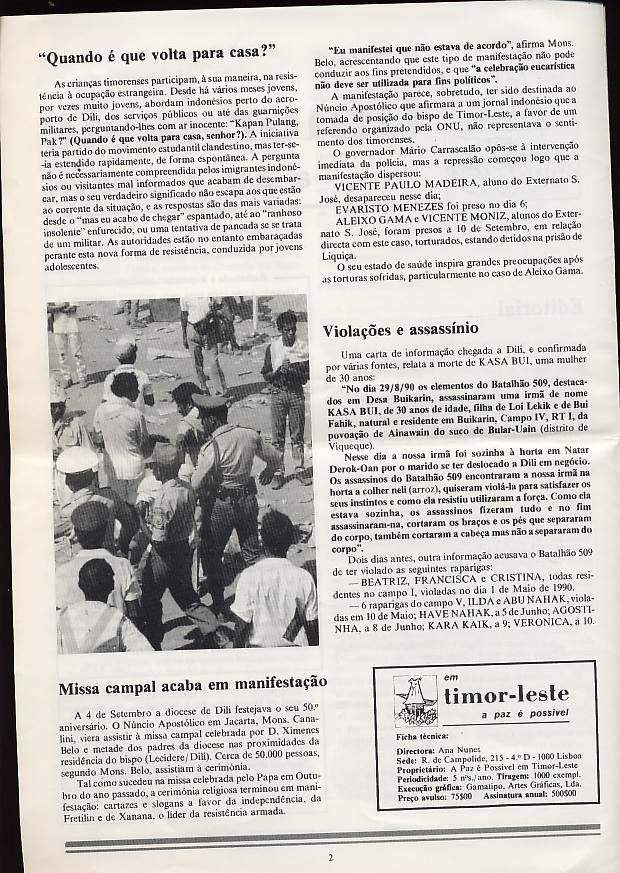 “Quando é que volta para casa?”
As crianças timorenses participam, à sua maneira, na resis-
tência à ocupação estrangeira. Desde há vários meses jovens,
por vezes muito jovens, abordam indonésios perto do aero-
porto de Dili, dos serviços públicos ou até das guarnições
militares, perguntando-lhes com ar inocente: “Kapan Pulang,
Pak?” (Quando é que volta para casa, senhor?). A iniciativa
teria partido do movimento estudantil clandestino, mas ter-se-
-ia estendido rapidamente, de forma espontânea. A pergunta
não é necessariamente compreendida pelos imigrantes indoné-
sios ou visitantes mal informados que acabam de desembar-
car, mas o seu verdadeiro significado não escapa aos que estão
ao corrente da situação, e as respostas são das mais variadas:
desde o “mas eu acabo de chegar” espantado, até ao “ranhoso
insolente” enfurecido, ou uma tentativa de pancada se se trata
de um militar. As autoridades estão no entanto embaraçadas
perante esta nova forma de resistência, conduzida por jovens
adolescentes.
Missa campal acaba em manifestação
A 4 de Setembro a diocese de Dili festejava o seu 50.º
aniversário. O Núncio Apostólico em Jacarta, Mons. Cana-
lini, viera assistir à missa campal celebrada por D. Ximenes
Belo e metade dos padres da diocese nas proximidades da
residência do bispo (Lecidere/Dili). Cerca de 50,000 pessoas,
segundo Mons. Belo, assistiam à cerimónia.
Tal como sucedeu na missa celebrada pelo Papa em Outu-
bro do ano passado, a cerimónia religiosa terminou em mani-
festação: cartazes e slogans a favor da independência, da
Fretilin e de Xanana, o líder da resistência armada.
“Eu manifestei que não estava de acordo”, afirma Mons.
Belo, acrescentando que este tipo de manifestação não pode
conduzir aos fins pretendidos, e que “a celebração eucarística
não deve ser utilizada para fins políticos”.
A manifestação parece, sobretudo, ter sido destinada ao
Núncio Apostólico que afirmara a um jornal indonésio que a
tomada de posição do bispo de Timor-Leste, a favor de um
referendo organizado pela ONU, não representava o senti-
mento dos timorenses.
O governador Mário Carrascalão opôs-se à intervenção
imediata da polícia, mas a repressão começou logo que a
manifestação dispersou:
VICENTE PAULO MADEIRA, aluno do Externato S.
José, desapareceu nesse dia;
EVARISTO MENEZES foi preso no dia 6;
ALEIXO GAMA e VICENTE MONIZ, alunos do Exter-
nato S. José, foram presos a 10 de Setembro, em relação
directa com este caso, torturados, estando detidos na prisão de
Liquiça.
O seu estado de saúde inspira grandes preocupações após
as torturas sofridas, particularmente no caso de Aleixo Gama.
Violações e assassínio
Uma carta de informação chegada a Dili, e confirmada
por várias fontes, relata a morte de KASA BUI, uma mulher
de 30 anos:
“No dia 29/8/90 os elementos do Batalhão 509, destaca-
dos em Desa Buikarin, assassinaram uma irmã de nome
KASA BUI, de 30 anos de idade, filha de Loi Lekik e de Bui
Fahik, natural e residente em Buikarin, Campo IV, RT I, da
povoação de Ainawain do suco de Bular-Uain (distrito de
Viqueque).
Nesse dia a nossa irmã foi sozinha à horta em Natar
Derok-Oan por o marido se ter deslocado a Dili em negócio.
Os assassinos do Batalhão 509 encontraram a nossa irmã na
horta a colher neli (arroz), quiseram violá-la para satisfazer os
seus instintos e como ela resistiu utilizaram a força. Como ela
estava sozinha, os assassinos fizeram tudo e no fim
assassinaram-na, cortaram os braços e os pés que separaram
do corpo, também cortaram a cabeça mas não a separaram do
corpo”.
Dois dias antes, outra informação acusava o Batalhão 509
de ter violado as seguintes raparigas:
— BEATRIZ, FRANCISCA e CRISTINA, todas resi-
dentes no campo I, violadas no dia 1 de Maio de 1990.
— 6 raparigas do campo V, ILDA e ABU NAHAK, viola-
das em 10 de Maio; HAVE NAHAK, a 5 de Junho; AGOSTI-
NHA, a 8 de Junho; KARA KAIK, a 9; VERONICA, a 10.
em
timor-leste
a paz é possível
Ficha técnica:
Directora: Ana Nunes
Sede: R. de Campolide, 215 - 4.º D - 1000 Lisboa
Proprietário: A Paz é Possível em Timor-Leste
Periodicidade: 5 nºs./ano. Tiragem: 1000 exempl.
Execução gráfica: Gamatipo, Artes Gráficas, Lda.
Preço avulso: 75$00 Assinatura anual: 500$00
2